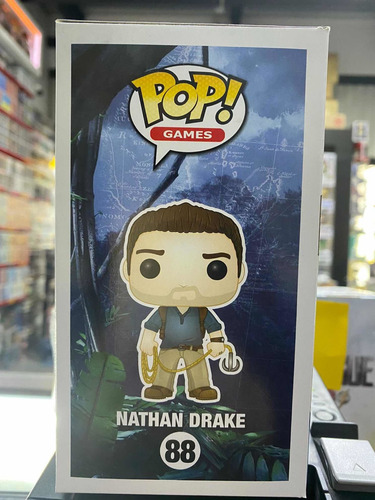 POP!
GAMES
NATHAN DRAKE
88